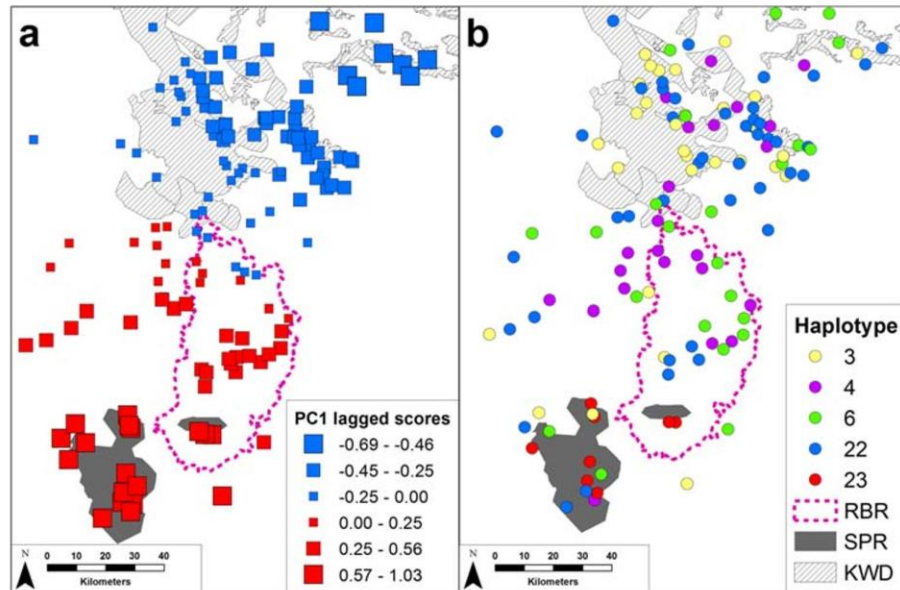 a
PC1 lagged scores
-0.69 - -0.46
-0.45 - -0.25
-0.25 - 0.00
0.00 - 0.25
0.25 - 0.56
0.57 - 1.03
N
0 10 20 30 40
Kilometers
b
Haplotype
3
4
6
22
23
RBR
SPR
KWD
N
0 10 20 30 40
Kilometers